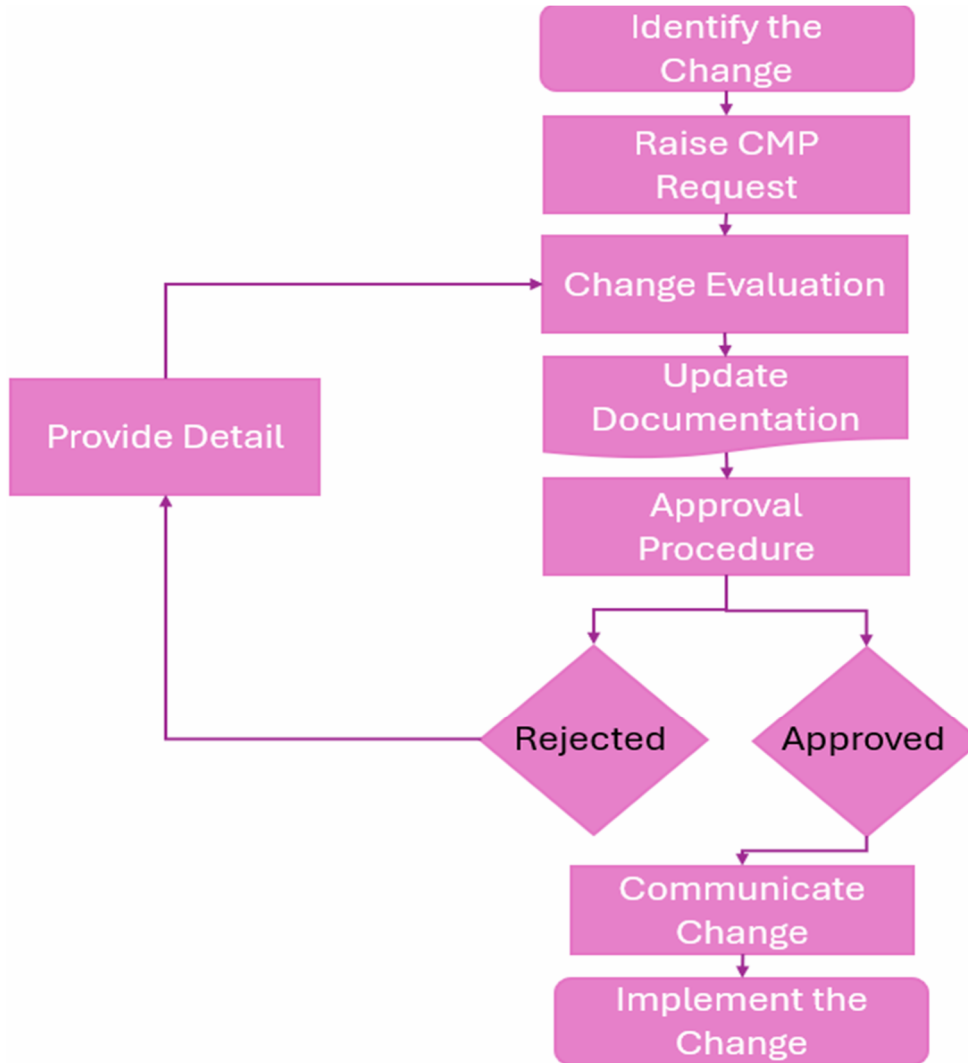 Identify the
Change
Raise CMP
Request
Change Evaluation
Update
Documentation
Provide Detail
Approval
Procedure
Rejected
Approved
Communicate
Change
Implement the
Change